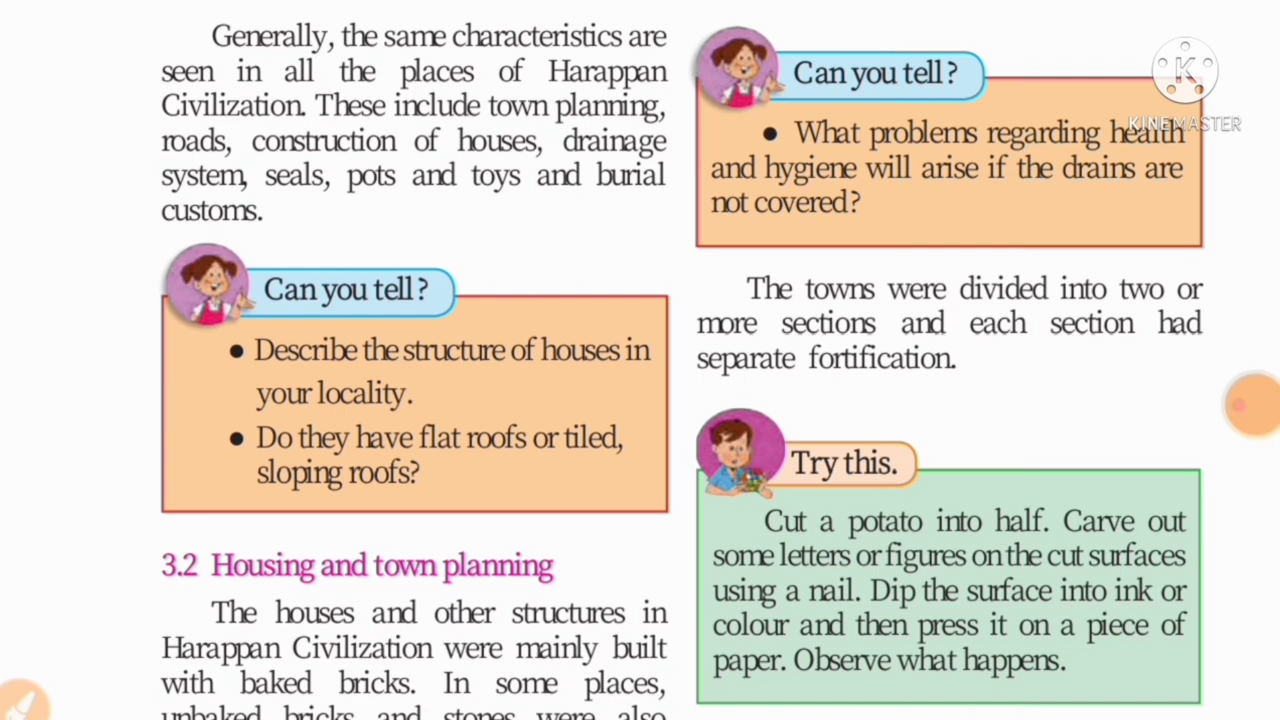 Generally, the same characteristics are
seen in all the places of Harappan
Civilization. These include town planning,
roads, construction of houses, drainage
system, seals, pots and toys and burial
customs.
Can you tell?
● Describe the structure of houses in
your locality.
● Do they have flat roofs or tiled,
sloping roofs?
3.2 Housing and town planning
The houses and other structures in
Harappan Civilization were mainly built
with baked bricks. In some places,
unbaked bricks and stones were also
Can you tell?
● What problems regarding health
and hygiene will arise if the drains are
not covered?
The towns were divided into two or
more sections and each section had
separate fortification.
Try this.
Cut a potato into half. Carve out
some letters or figures on the cut surfaces
using a nail. Dip the surface into ink or
colour and then press it on a piece of
paper. Observe what happens.
K
KINEMASTER